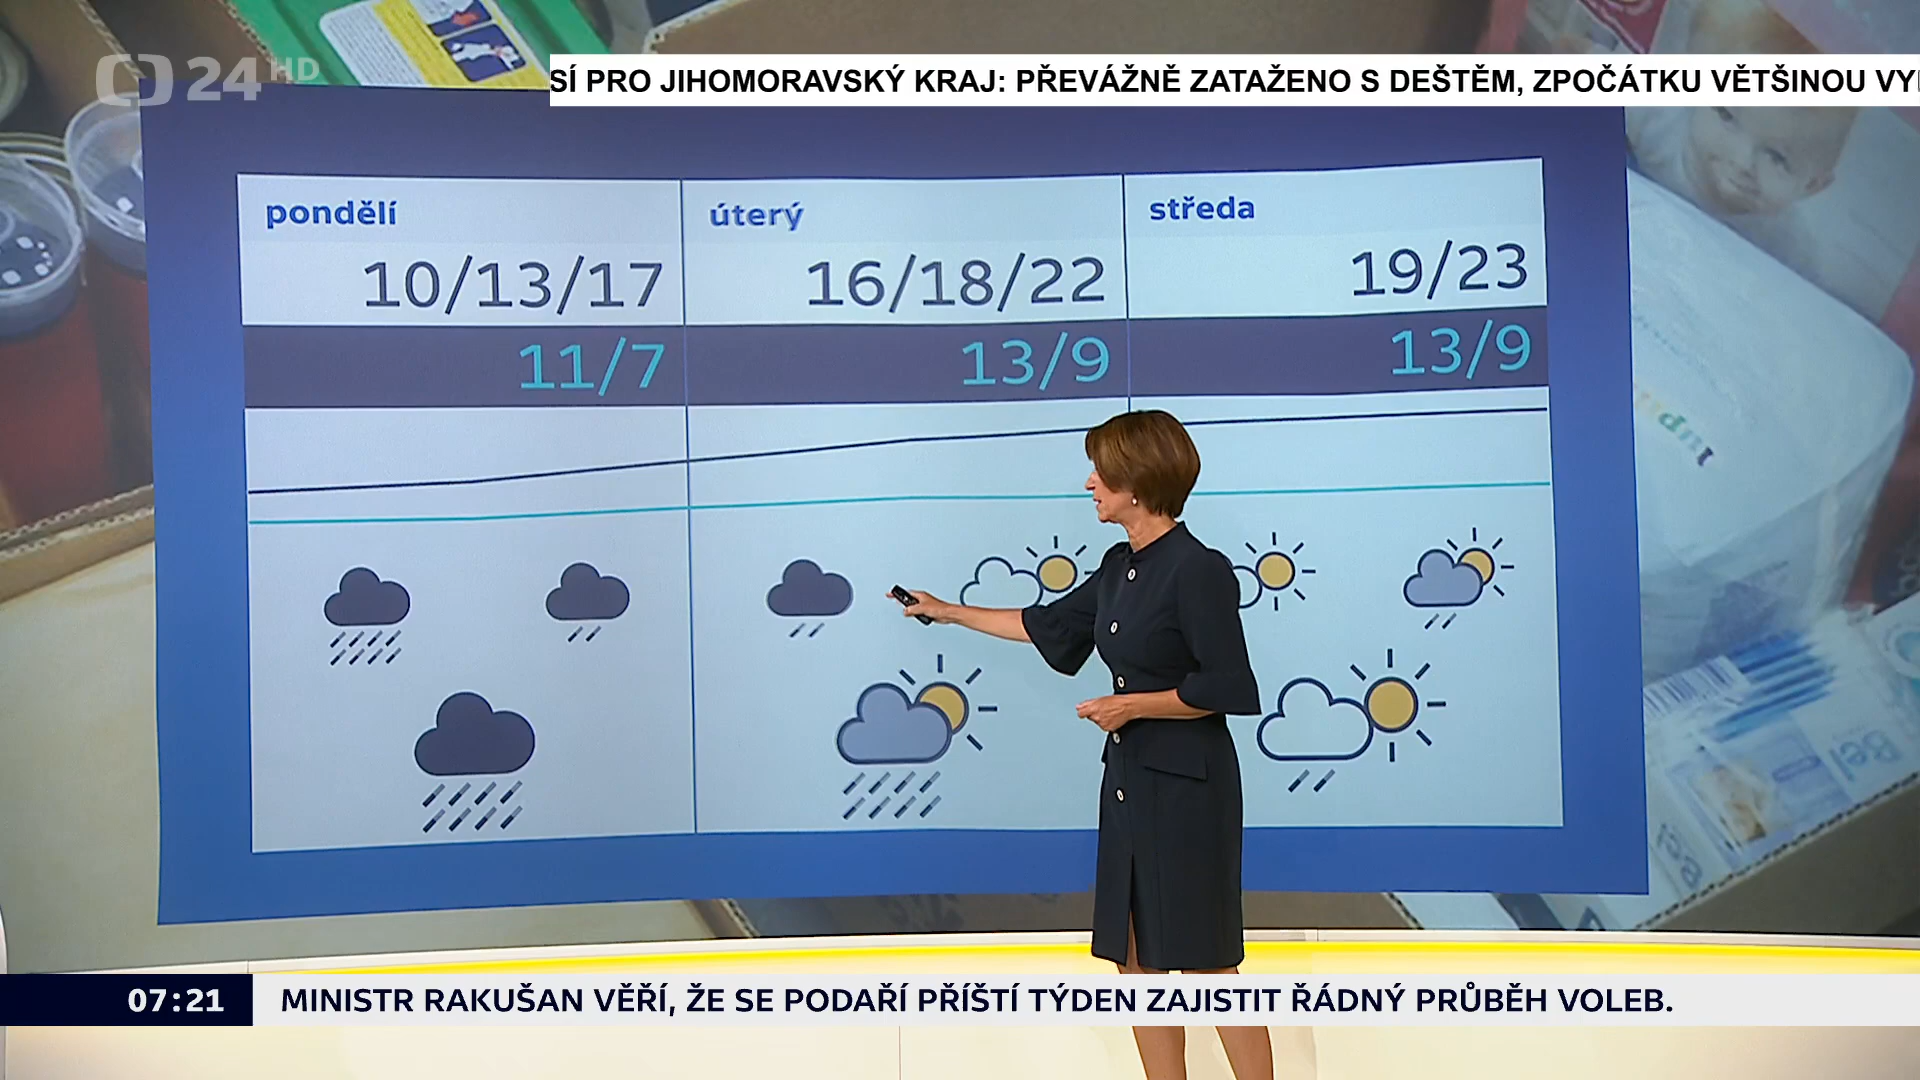 24 HD
SÍ PRO JIHOMORAVSKÝ KRAJ: PŘEVÁŽNĚ ZATAŽENO S DEŠTĚM, ZPOČÁTKU VĚTŠINOU
pondělí
10/13/17
11/7
úterý
16/18/22
13/9
středa
19/23
13/9
07:21
MINISTR RAKUŠAN VĚŘÍ, ŽE SE PODAŘÍ PŘÍŠTÍ TÝDEN ZAJISTIT ŘÁDNÝ PRŮBĚH VOLEB.